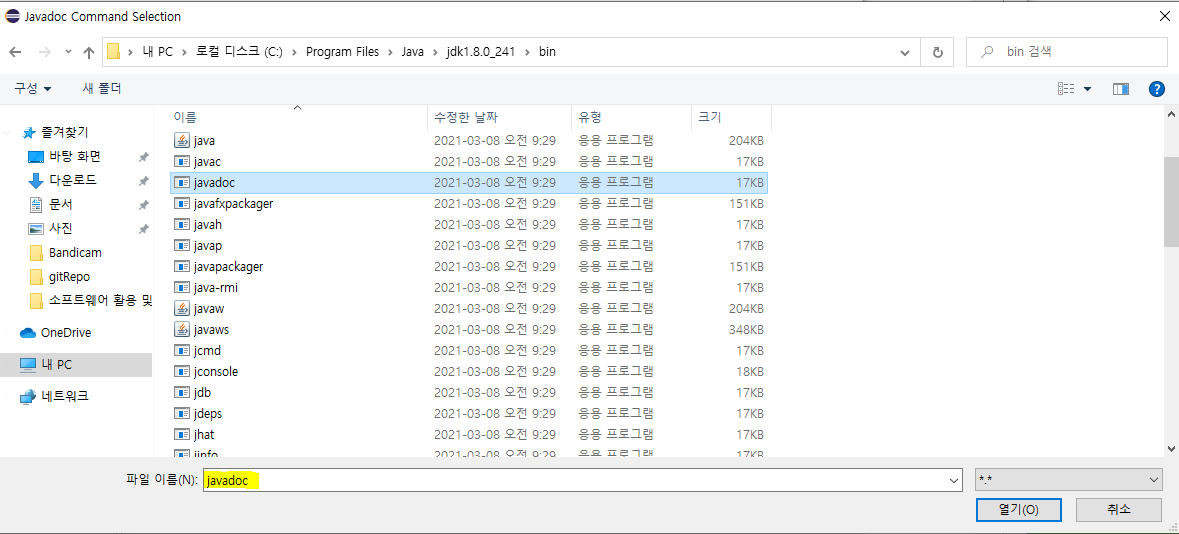 Javadoc Command Selection
내 PC > 로컬 디스크 (C:) > Program Files > Java > jdk1.8.0_241 > bin
bin 검색
구성 새 폴더
이름 수정한 날짜 유형 크기
즐겨찾기
바탕 화면
다운로드
문서
사진
Bandicam
gitRepo
소프트웨어 활용 및
OneDrive
내 PC
네트워크
java 2021-03-08 오전 9:29 응용 프로그램 204KB
javac 2021-03-08 오전 9:29 응용 프로그램 17KB
javadoc 2021-03-08 오전 9:29 응용 프로그램 17KB
javafxpackager 2021-03-08 오전 9:29 응용 프로그램 151KB
javah 2021-03-08 오전 9:29 응용 프로그램 17KB
javap 2021-03-08 오전 9:29 응용 프로그램 17KB
javapackager 2021-03-08 오전 9:29 응용 프로그램 151KB
java-rmi 2021-03-08 오전 9:29 응용 프로그램 17KB
javaw 2021-03-08 오전 9:29 응용 프로그램 204KB
javaws 2021-03-08 오전 9:29 응용 프로그램 348KB
jcmd 2021-03-08 오전 9:29 응용 프로그램 17KB
jconsole 2021-03-08 오전 9:29 응용 프로그램 18KB
jdb 2021-03-08 오전 9:29 응용 프로그램 17KB
jdeps 2021-03-08 오전 9:29 응용 프로그램 17KB
jhat 2021-03-08 오전 9:29 응용 프로그램 17KB
jinfo 2021-03-08 오전 9:29 응용 프로그램 17KB
파일 이름(N): javadoc *.*
열기(O) 취소